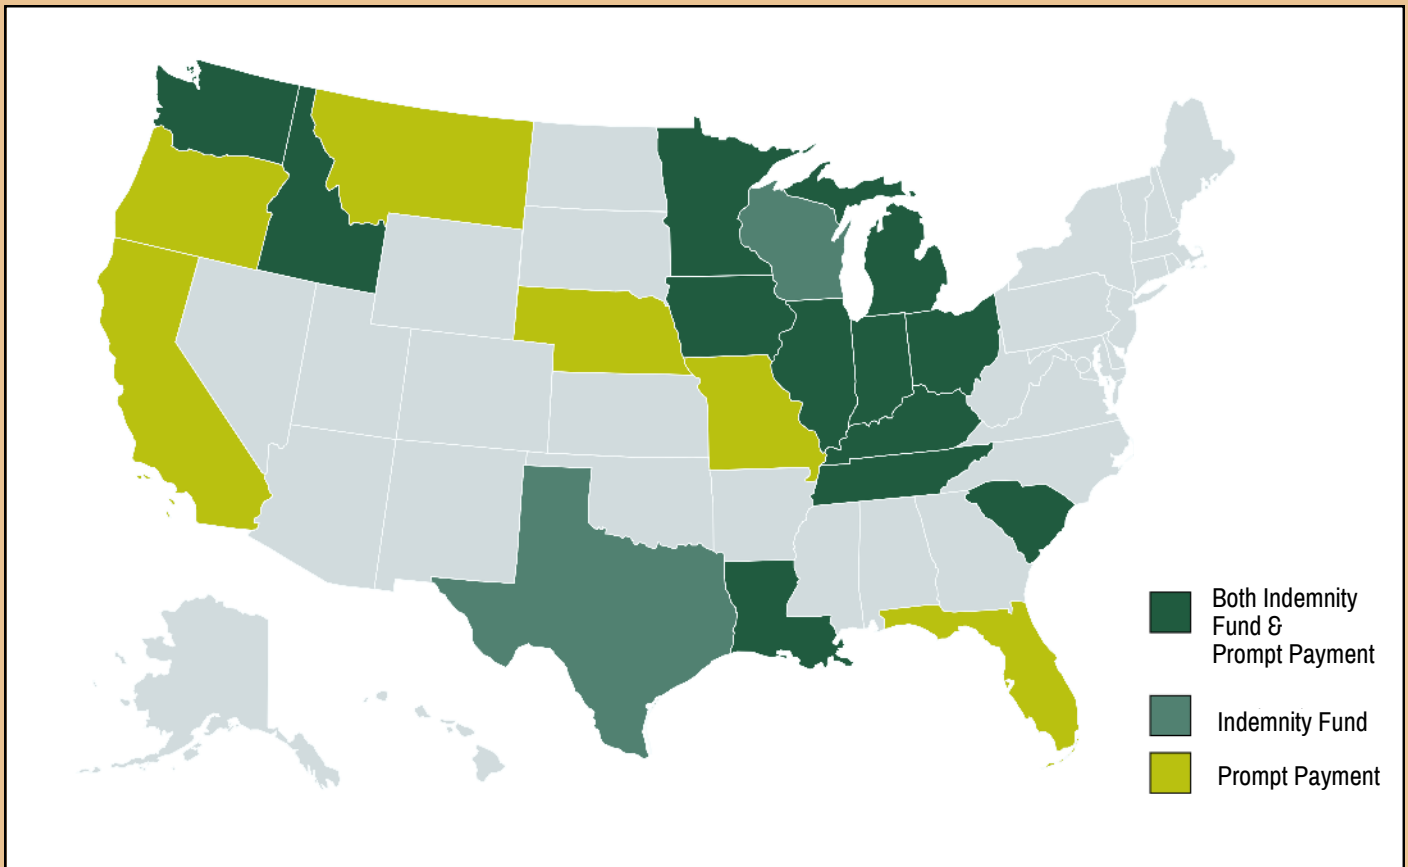 Both Indemnity
Fund &
Prompt Payment
Indemnity Fund
Prompt Payment